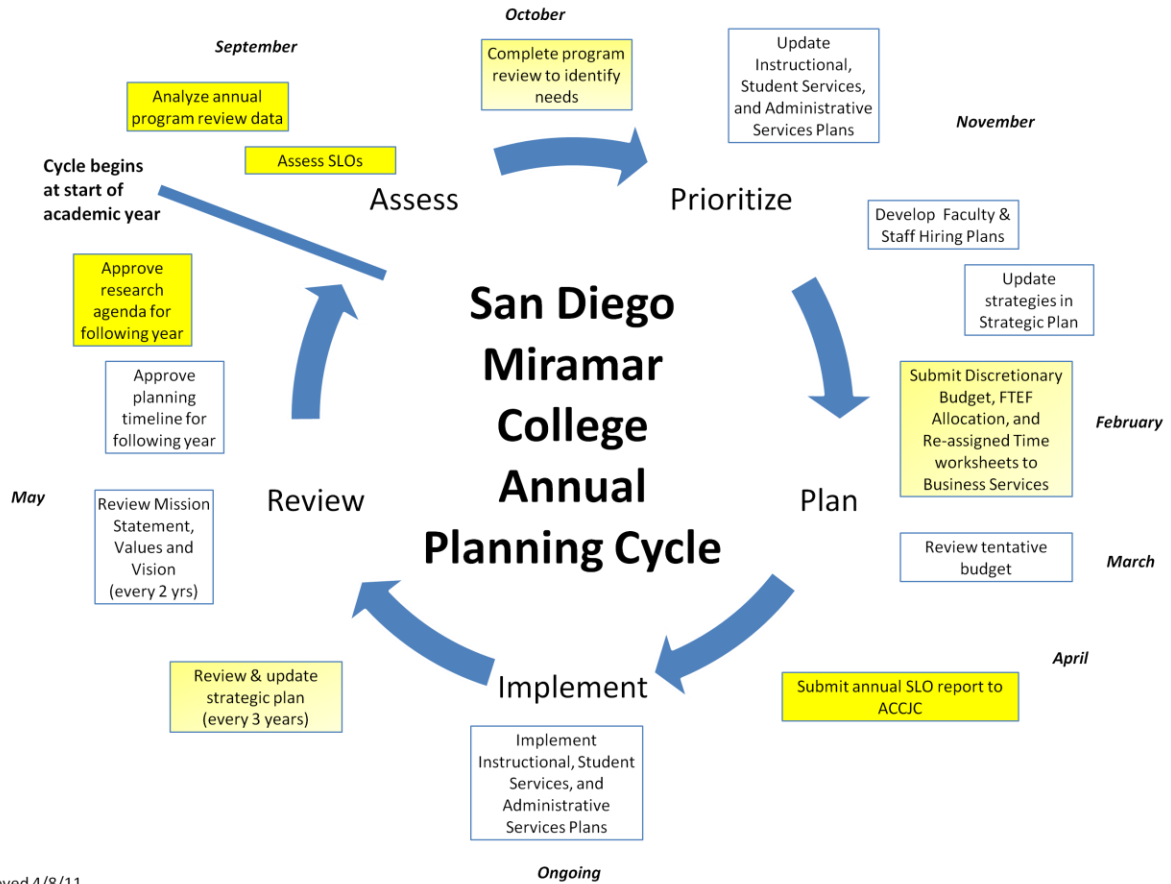 October
September
Complete program
review to identify
needs
Update
Instructional,
Student Services,
and Administrative
Services Plans
Analyze annual
program review data
November
Assess SLOs
Cycle begins
at start of
academic year
Assess
Prioritize
Develop Faculty &
Staff Hiring Plans
Approve
research
agenda for
following year
Update
strategies in
Strategic Plan
San Diego
Miramar
College
Annual
Planning Cycle
Approve
planning
timeline for
following year
Submit Discretionary
Budget, FTEF
Allocation, and
Re-assigned Time
worksheets to
Business Services
February
May
Review Mission
Statement,
Values and
Vision
(every 2 yrs)
Review
Plan
Review tentative
budget
March
April
Review & update
strategic plan
(every 3 years)
Implement
Submit annual SLO report to
ACCJC
Implement
Instructional, Student
Services, and
Administrative
Services Plans
Ongoing
4/8/11